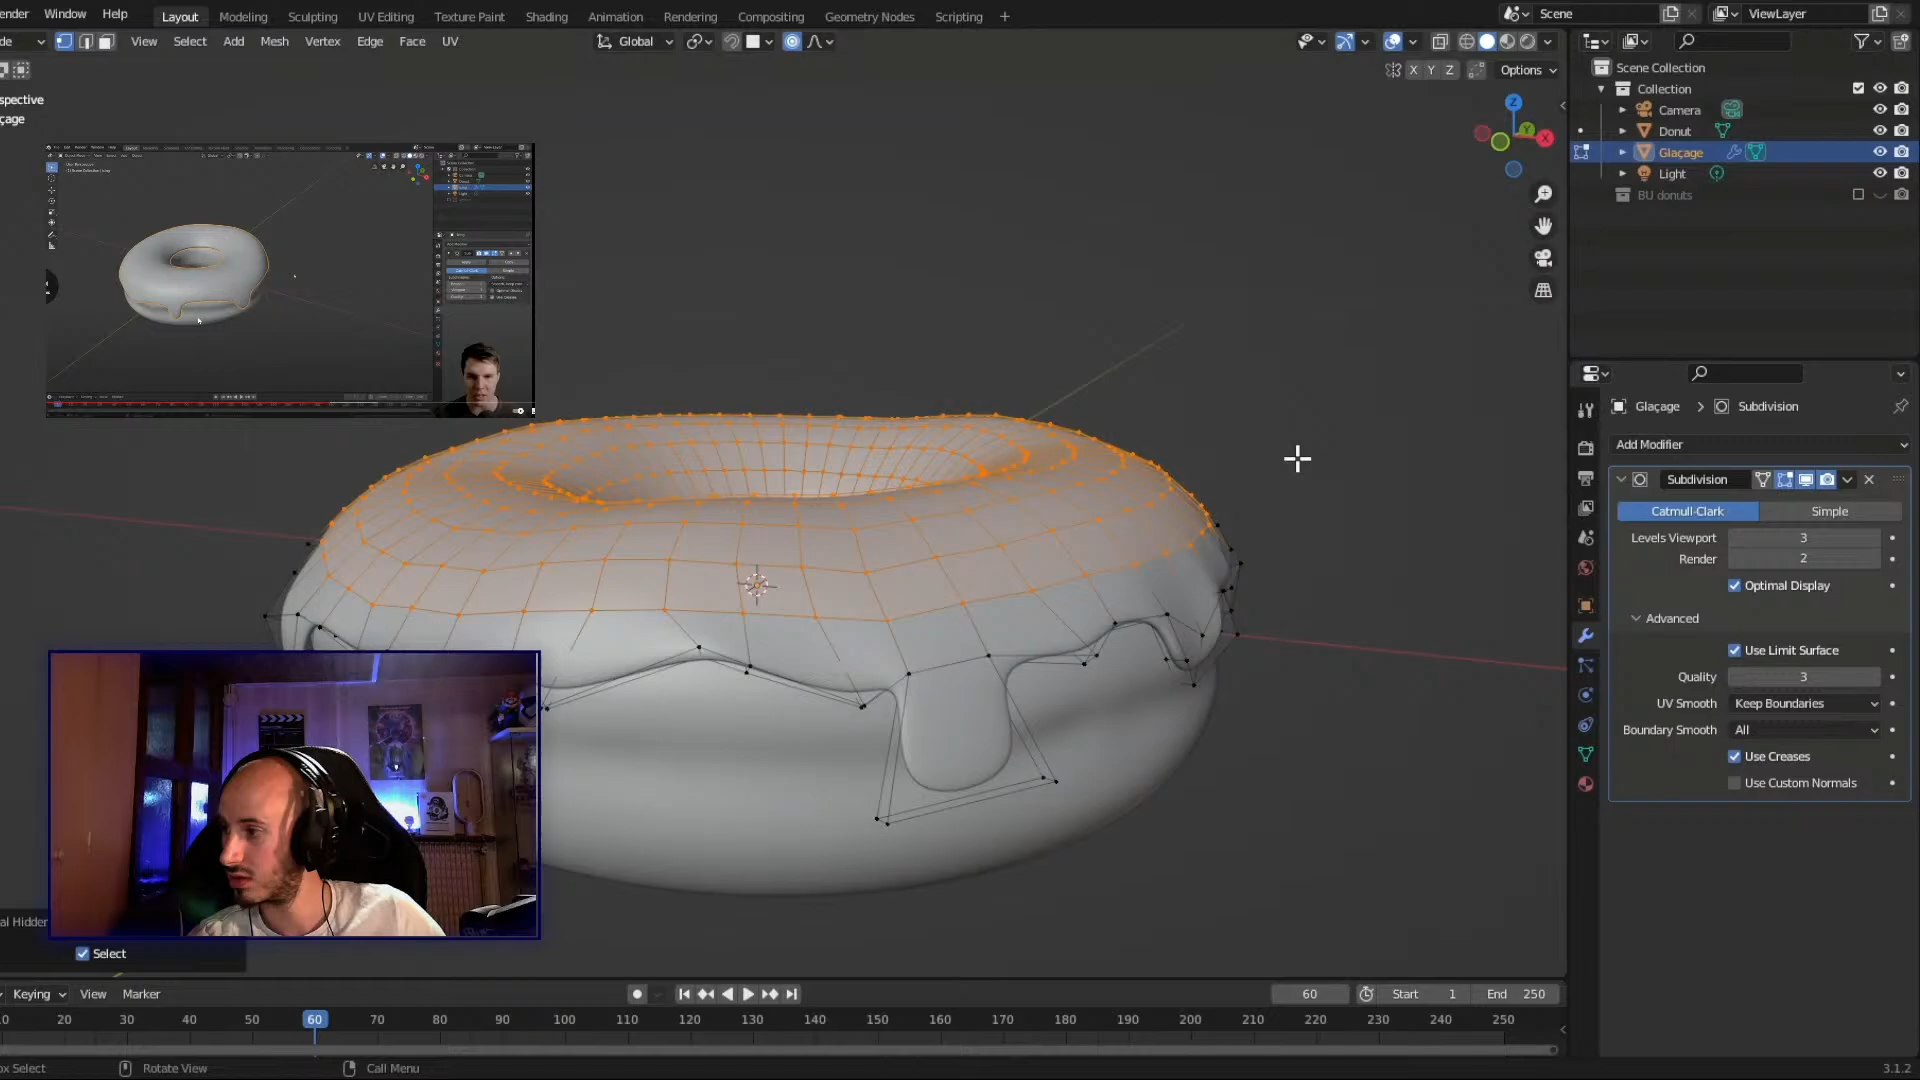 ender Window Help Layout Modeling Sculpting UV Editing Texture Paint Shading Animation Rendering Compositing Geometry Nodes Scripting + Scene ViewLayer
de View Select Add Mesh Vertex Edge Face UV Global
X Y Z Options
spective
çage
Z
Y
X
Scene Collection
Collection
Camera
Donut
Glaçage
Light
BU donuts
Glaçage > Subdivision
Add Modifier
Subdivision
Catmull-Clark Simple
Levels Viewport 3
Render 2
Optimal Display
Advanced
Use Limit Surface
Quality 3
UV Smooth Keep Boundaries
Boundary Smooth All
Use Creases
Use Custom Normals
al Hidden
Select
Keying View Marker 60 Start 1 End 250
0 20 30 40 50 60 70 80 90 100 110 120 130 140 150 160 170 180 190 200 210 220 230 240 250
ox Select Rotate View Call Menu 3.1.2